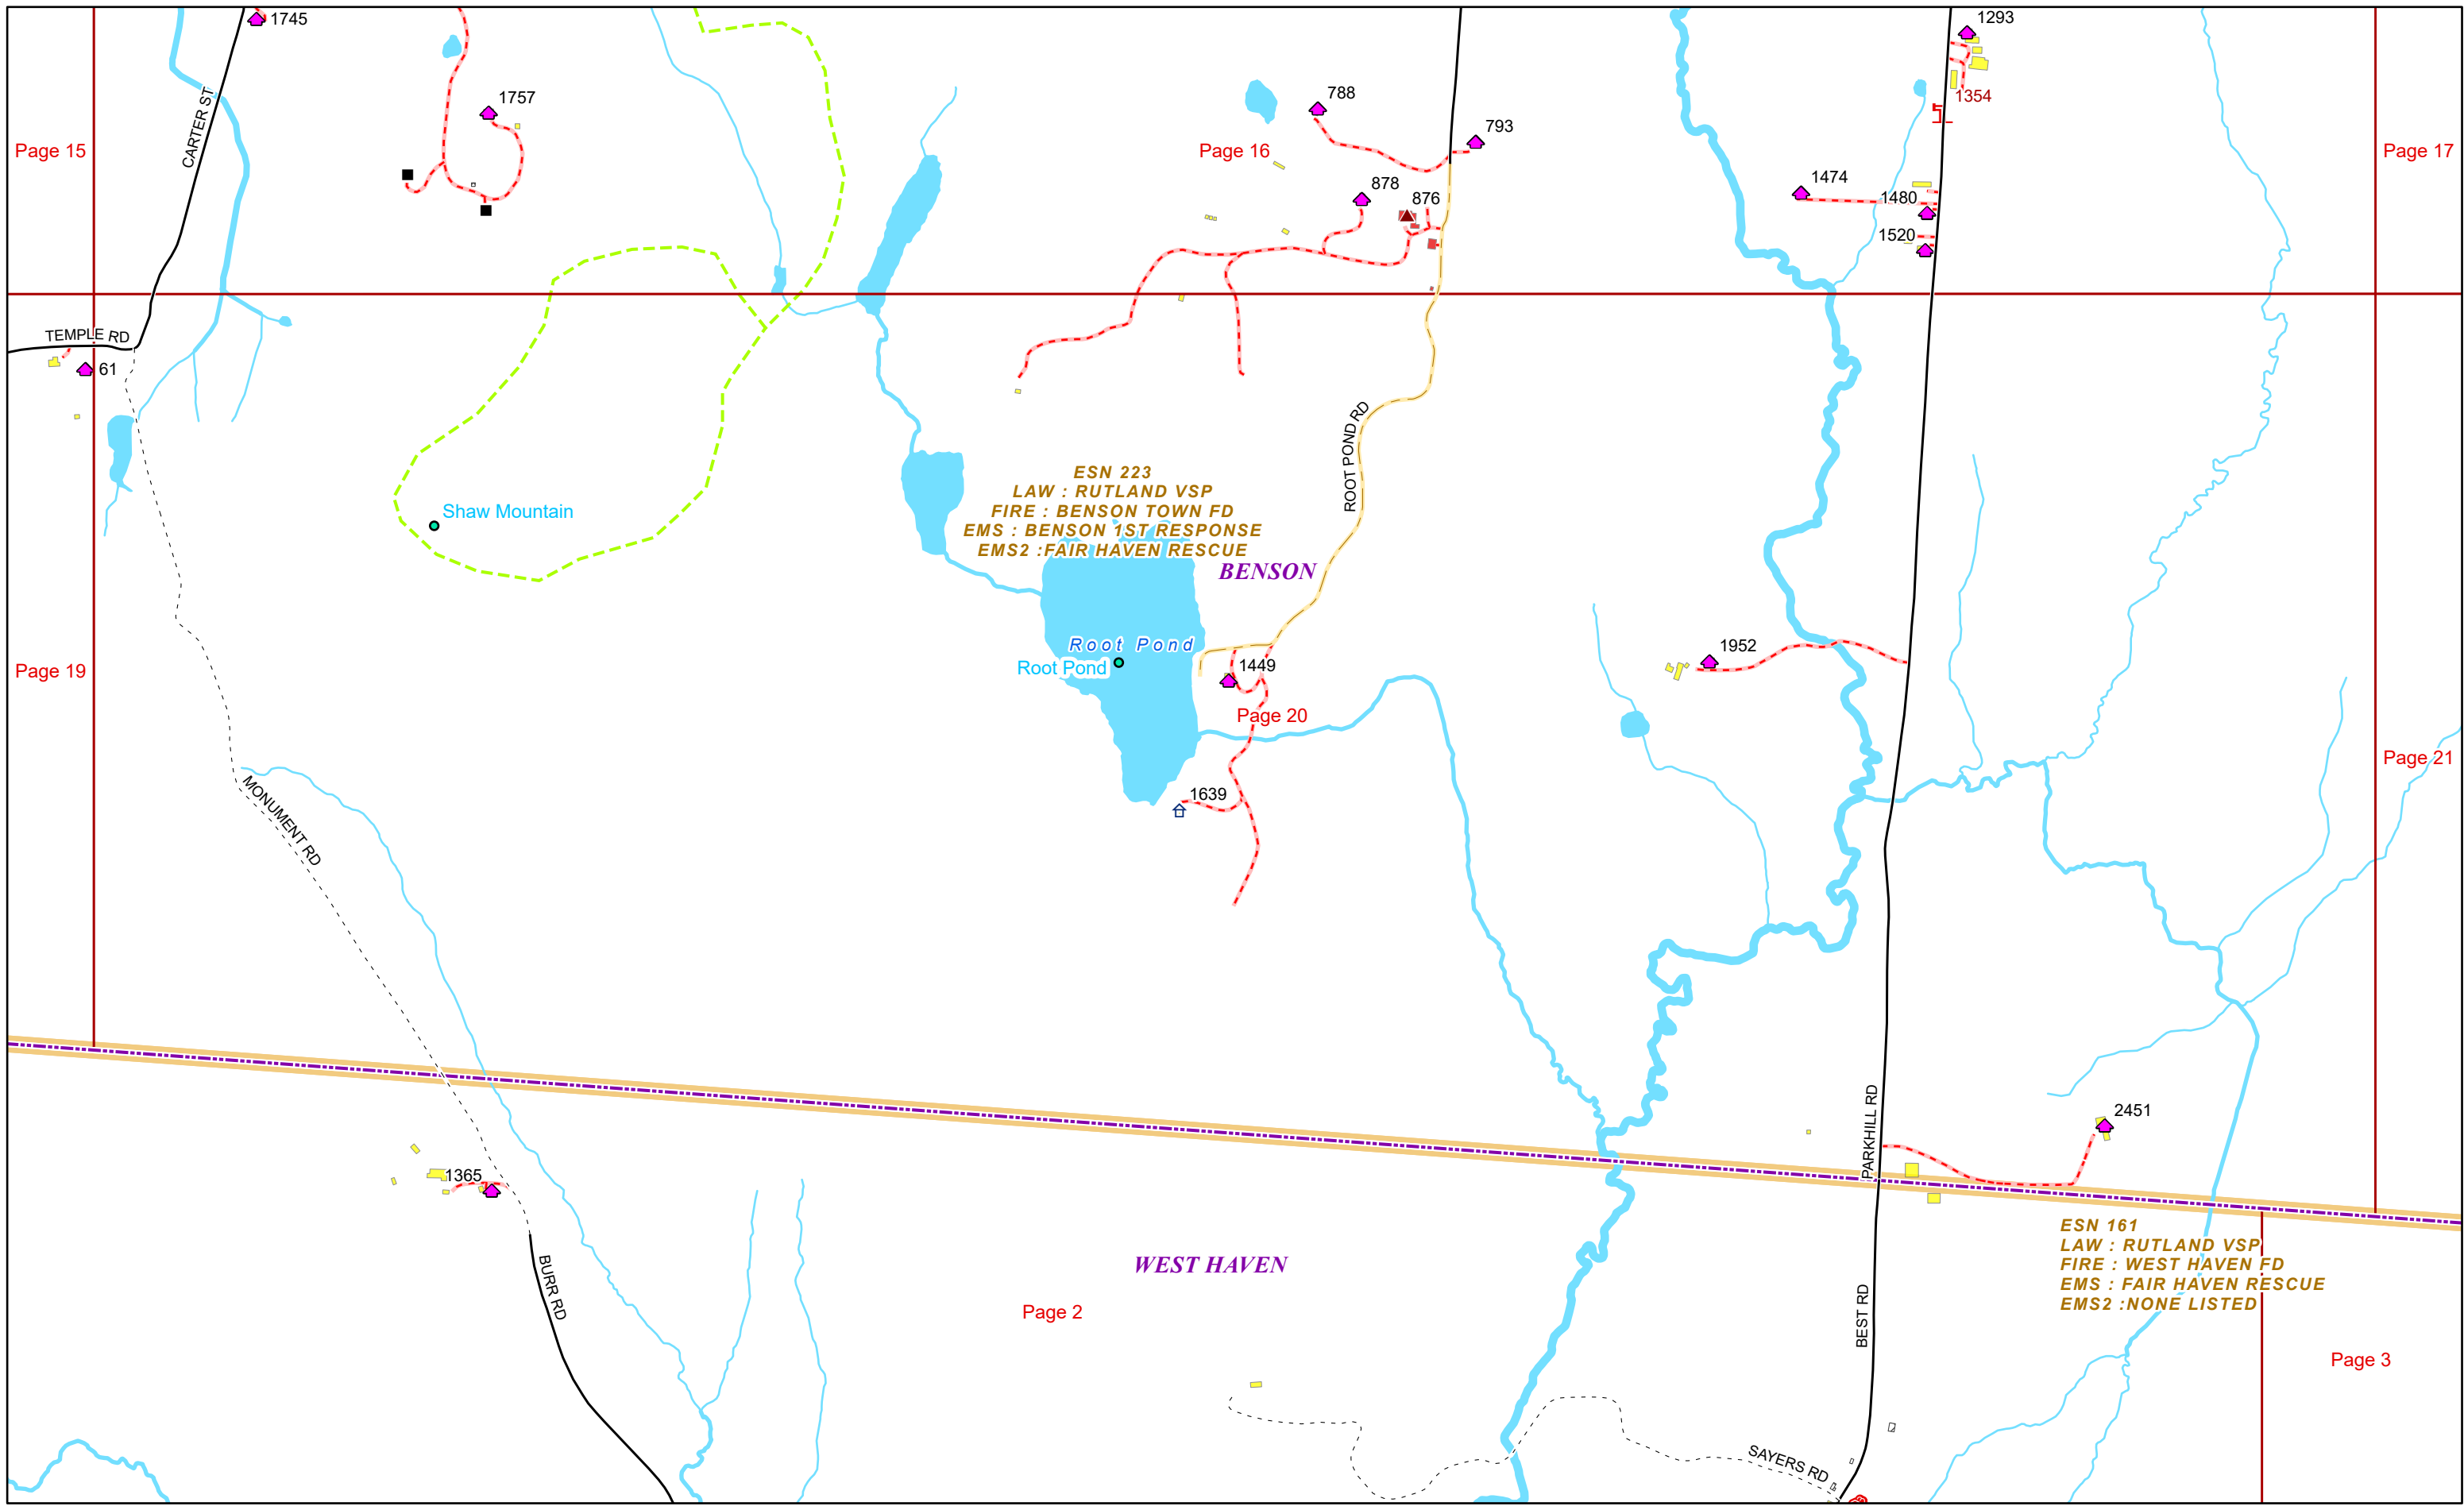 1745
1293
1757
788
1354
793
CARTER ST
Page 15
Page 16
Page 17
1474
878
876
1480
1520
TEMPLE RD
61
ROOT POND RD
ESN 223
LAW : RUTLAND VSP
FIRE : BENSON TOWN FD
EMS : BENSON 1ST RESPONSE
EMS2 :FAIR HAVEN RESCUE
Shaw Mountain
BENSON
Root Pond
Root Pond
1952
1449
Page 19
Page 20
Page 21
1639
MONUMENT RD
PARKHILL RD
2451
1365
ESN 161
LAW : RUTLAND VSP
FIRE : WEST HAVEN FD
EMS : FAIR HAVEN RESCUE
EMS2 :NONE LISTED
WEST HAVEN
BURR RD
Page 2
BEST RD
Page 3
SAYERS RD